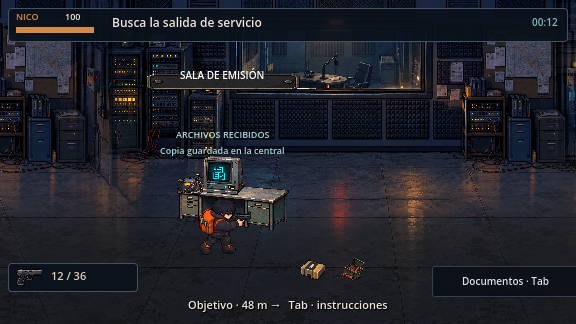 NICO 100
Busca la salida de servicio
00:12
SALA DE EMISIÓN
ARCHIVOS RECIBIDOS
Copia guardada en la central
12 / 36
Documentos · Tab
Objetivo · 48 m → Tab · instrucciones